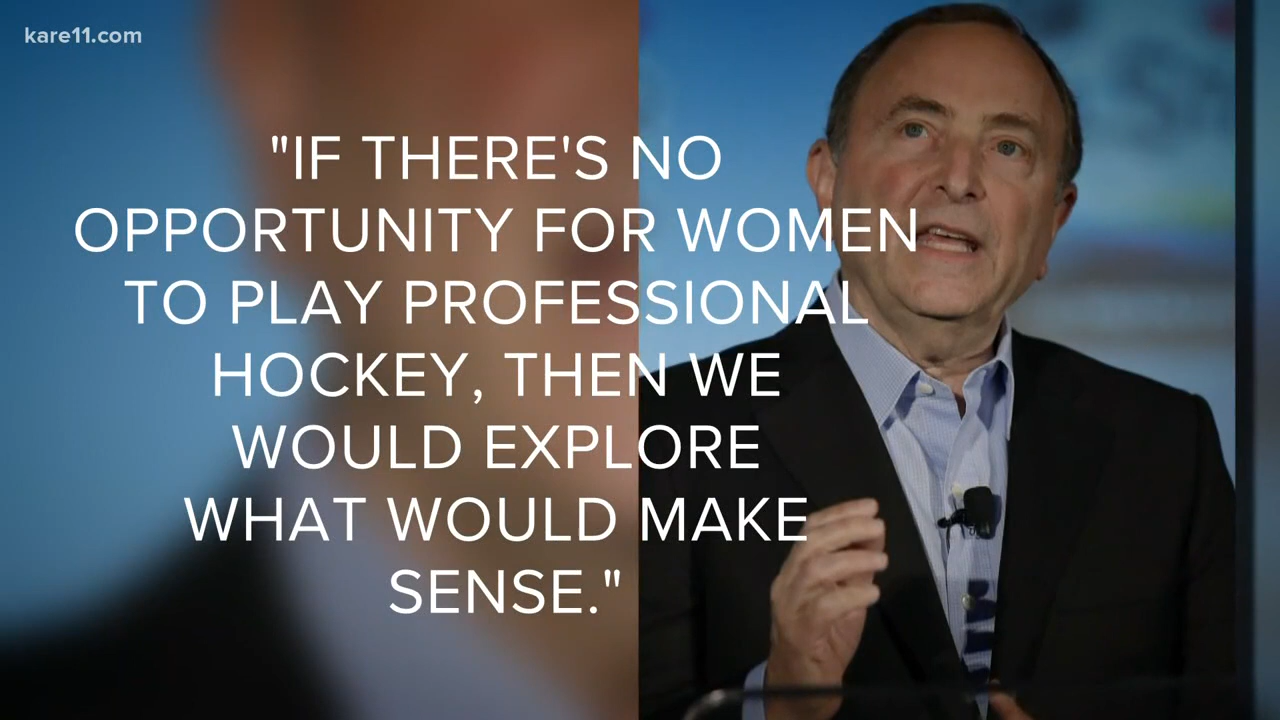 kare11.com
"IF THERE'S NO
OPPORTUNITY FOR WOMEN
TO PLAY PROFESSIONAL
HOCKEY, THEN WE
WOULD EXPLORE
WHAT WOULD MAKE
SENSE."